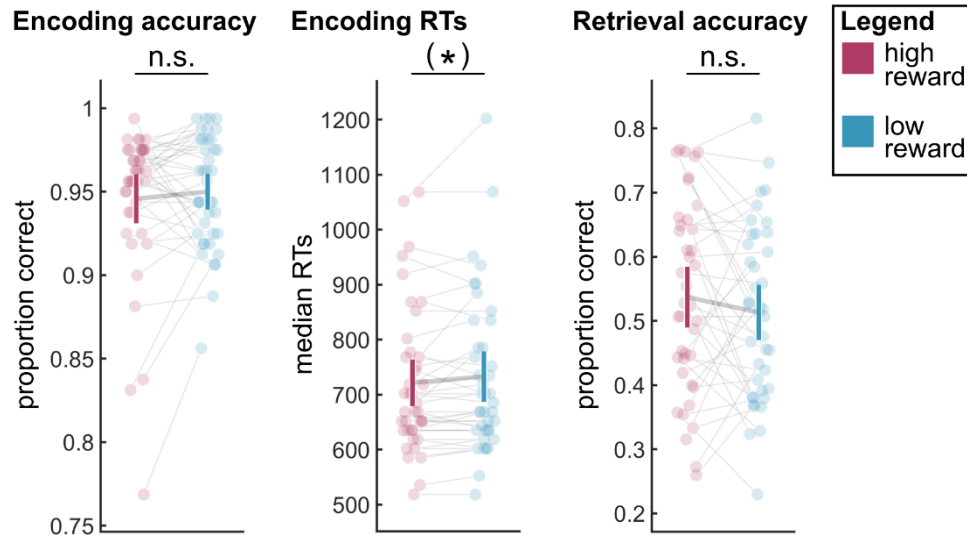 Encoding accuracy
n.s.
1
0.95
0.9
0.85
0.8
0.75
proportion correct
Encoding RTs
(*)
1200
1100
1000
900
800
700
600
500
median RTs
Retrieval accuracy
n.s.
0.8
0.7
0.6
0.5
0.4
0.3
0.2
proportion correct
Legend
high
reward
low
reward